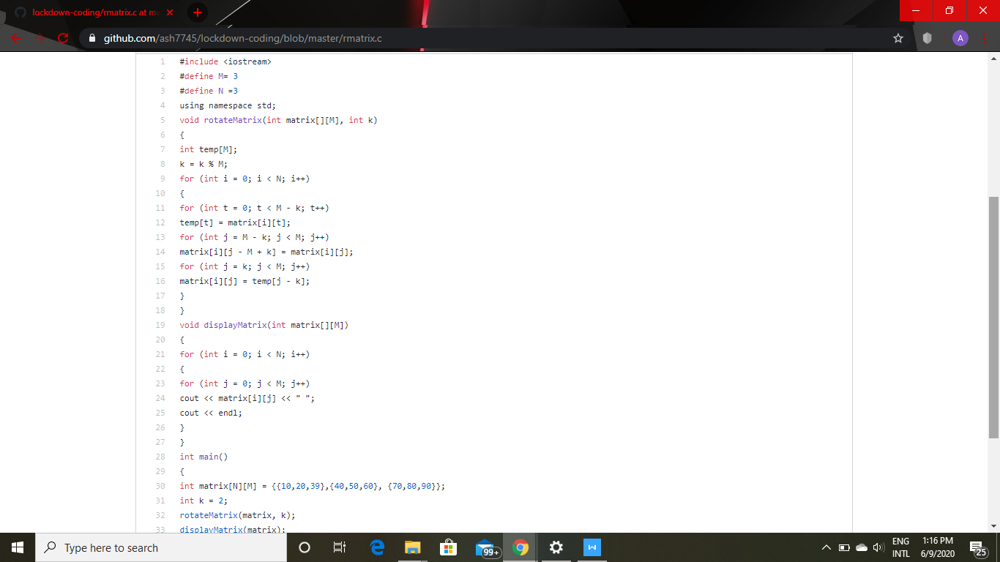 lockdown-coding/rmatrix.c at ma
github.com/ash7745/lockdown-coding/blob/master/rmatrix.c
A
1 #include <iostream>
2 #define M= 3
3 #define N =3
4 using namespace std;
5 void rotateMatrix(int matrix[][M], int k)
6 {
7 int temp[M];
8 k = k % M;
9 for (int i = 0; i < N; i++)
10 {
11 for (int t = 0; t < M - k; t++)
12 temp[t] = matrix[i][t];
13 for (int j = M - k; j < M; j++)
14 matrix[i][j - M + k] = matrix[i][j];
15 for (int j = k; j < M; j++)
16 matrix[i][j] = temp[j - k];
17 }
18 }
19 void displayMatrix(int matrix[][M])
20 {
21 for (int i = 0; i < N; i++)
22 {
23 for (int j = 0; j < M; j++)
24 cout << matrix[i][j] << " ";
25 cout << endl;
26 }
27 }
28 int main()
29 {
30 int matrix[N][M] = {{10,20,39},{40,50,60}, {70,80,90}};
31 int k = 2;
32 rotateMatrix(matrix, k);
33 displayMatrix(matrix);
Type here to search
99+
W
ENG
INTL
1:16 PM
6/9/2020
25